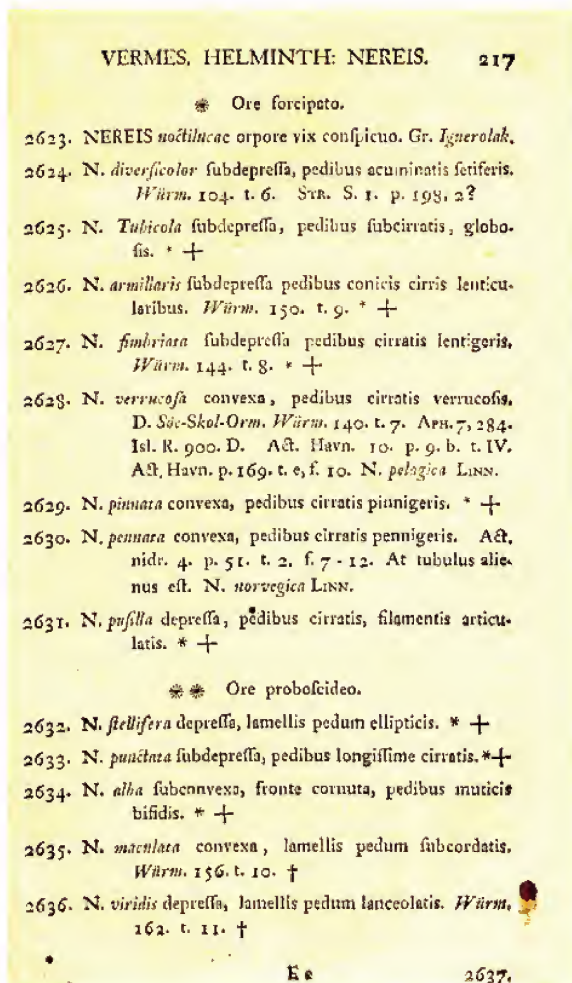 VERMES, HELMINTH: NEREIS. 217
❋ Ore forcipato.
2623. NEREIS noctilucae orpore vix conſpicuo. Gr. Ignerolak.
2624. N. diverſicolor ſubdepreſſa, pedibus acuminatis ſetiferis.
Würm. 104. t. 6. STR. S. 1. p. 198. 2?
2625. N. Tubicola ſubdepreſſa, pedibus ſubcirratis, globo-
ſis. * +
2626. N. armillaris ſubdepreſſa pedibus conicis cirris lenticu-
laribus. Würm. 150. t. 9. * +
2627. N. fimbriata ſubdepreſſa pedibus cirratis lentigeris.
Würm. 144. t. 8. * +
2628. N. verrucoſa convexa, pedibus cirratis verrucoſis.
D. Söe-Skol-Orm. Würm. 140. t. 7. APH. 7, 284.
Isl. R. 900. D. Act. Havn. 10. p. 9. b. t. IV.
Act. Havn. p. 169. t. e, f. 10. N. pelagica LINN.
2629. N. pinnata convexa, pedibus cirratis pinnigeris. * +
2630. N. pennata convexa, pedibus cirratis pennigeris. Act.
nidr. 4. p. 51. t. 2. f. 7 - 12. At tubulus alie-
nus eſt. N. norvegica LINN.
2631. N. puſilla depreſſa, pedibus cirratis, filamentis articu-
latis. * +
❋❋ Ore proboſcideo.
2632. N. ſtellifera depreſſa, lamellis pedum ellipticis. * +
2633. N. punctata ſubdepreſſa, pedibus longiſſime cirratis. * +
2634. N. alba ſubconvexa, fronte cornuta, pedibus muticis
bifidis. * +
2635. N. maculata convexa, lamellis pedum ſubcordatis.
Würm. 156. t. 10. †
2636. N. viridis depreſſa, lamellis pedum lanceolatis. Würm.
162. t. 11. †
E e 2637.